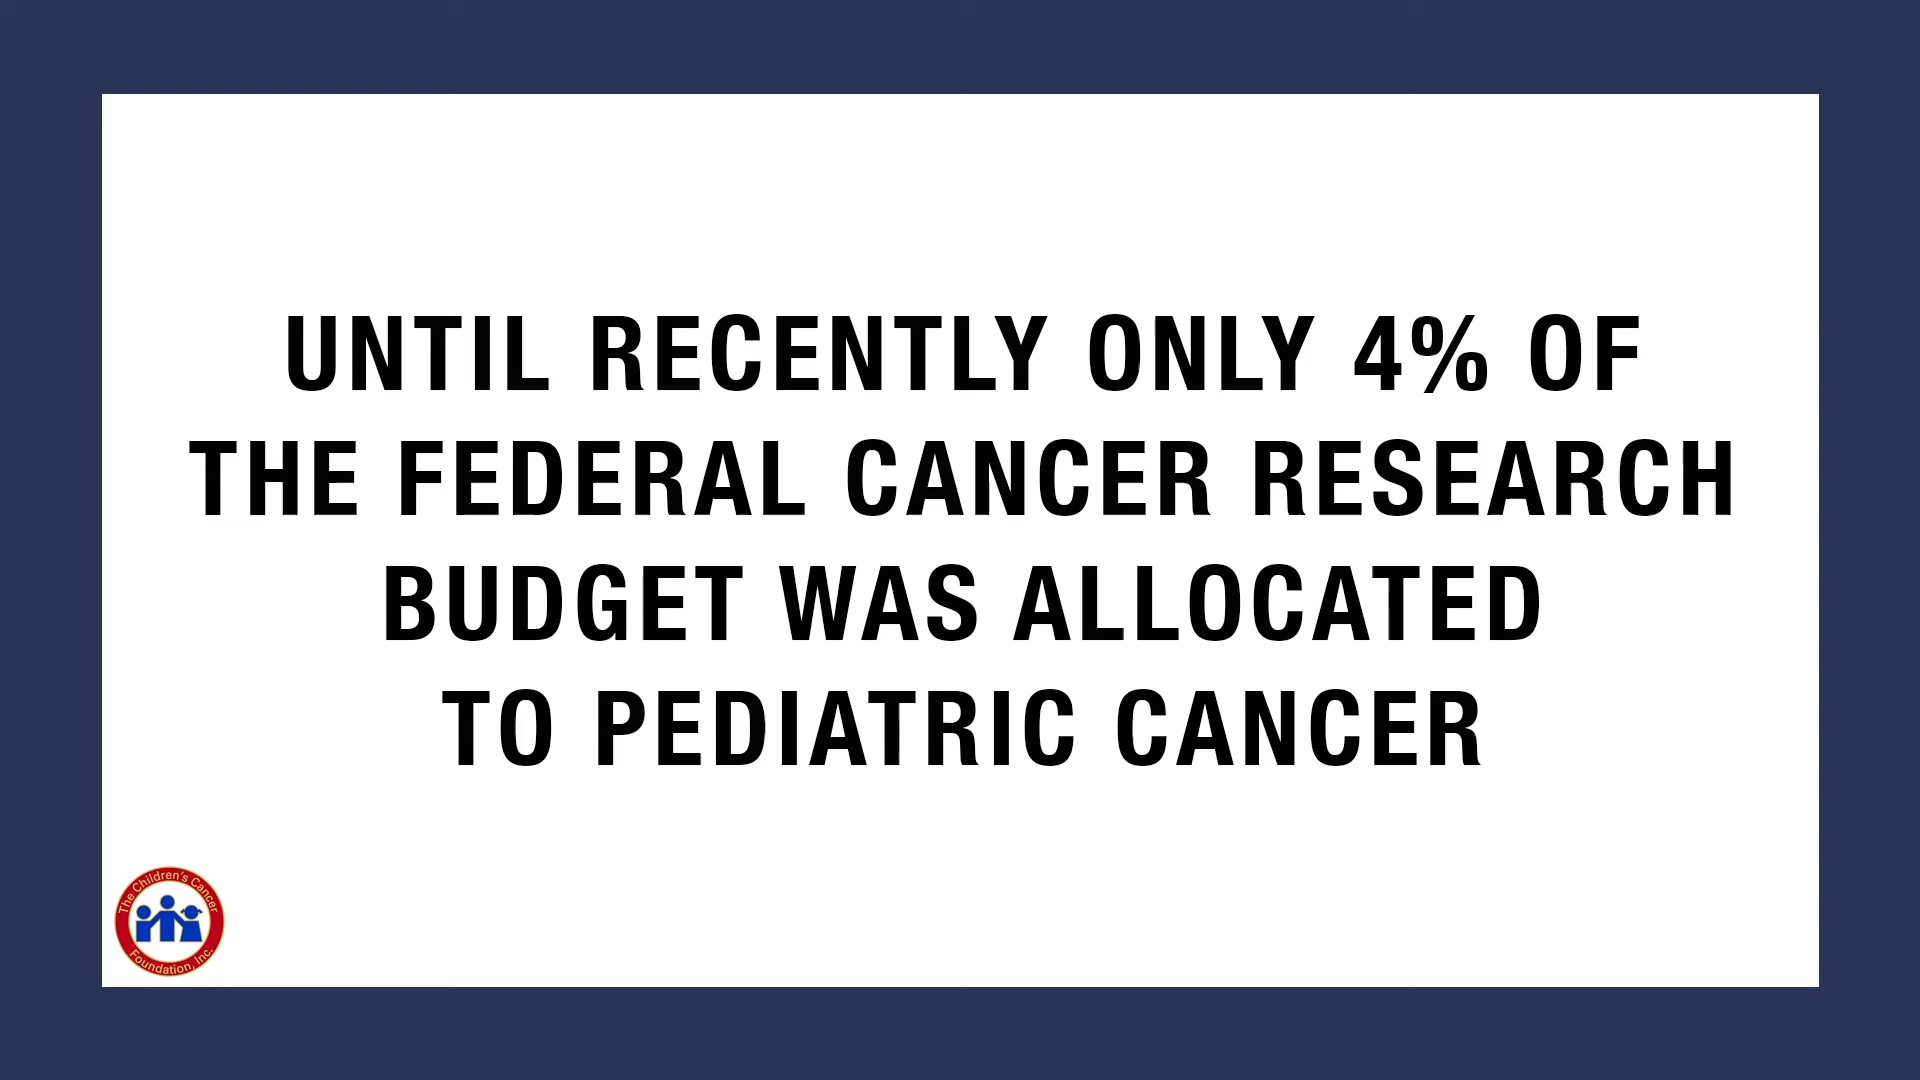 UNTIL RECENTLY ONLY 4% OF
THE FEDERAL CANCER RESEARCH
BUDGET WAS ALLOCATED
TO PEDIATRIC CANCER
The Children's Cancer
Foundation, Inc.